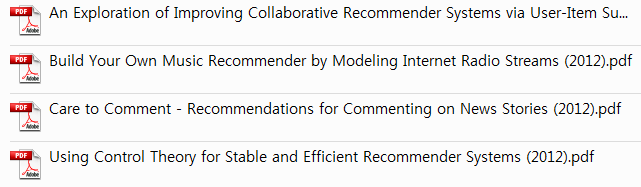 An Exploration of Improving Collaborative Recommender Systems via User-Item Su...
Build Your Own Music Recommender by Modeling Internet Radio Streams (2012).pdf
Care to Comment - Recommendations for Commenting on News Stories (2012).pdf
Using Control Theory for Stable and Efficient Recommender Systems (2012).pdf